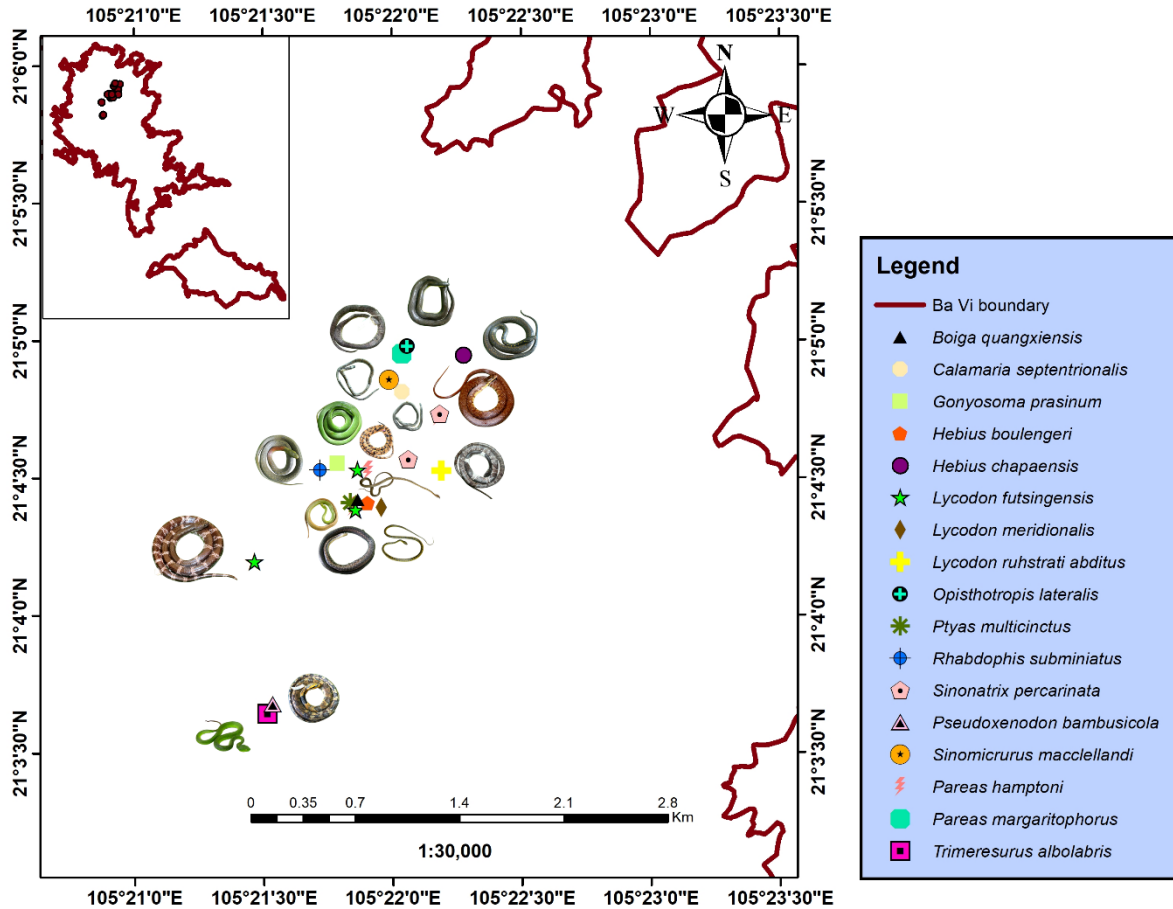 105°21'0"E 105°21'30"E 105°22'0"E 105°22'30"E 105°23'0"E 105°23'30"E
21°6'0"N
21°5'30"N
21°5'0"N
21°4'30"N
21°4'0"N
21°3'30"N
N
W E
S
21°6'0"N
21°5'30"N
21°5'0"N
21°4'30"N
21°4'0"N
21°3'30"N
0 0.35 0.7 1.4 2.1 2.8
Km
1:30,000
105°21'0"E 105°21'30"E 105°22'0"E 105°22'30"E 105°23'0"E 105°23'30"E
Legend
Ba Vi boundary
Boiga quangxiensis
Calamaria septentrionalis
Gonyosoma prasinum
Hebius boulengeri
Hebius chapaensis
Lycodon futsingensis
Lycodon meridionalis
Lycodon ruhstrati abditus
Opisthotropis lateralis
Ptyas multicinctus
Rhabdophis subminiatus
Sinonatrix percarinata
Pseudoxenodon bambusicola
Sinomicrurus macclellandi
Pareas hamptoni
Pareas margaritophorus
Trimeresurus albolabris